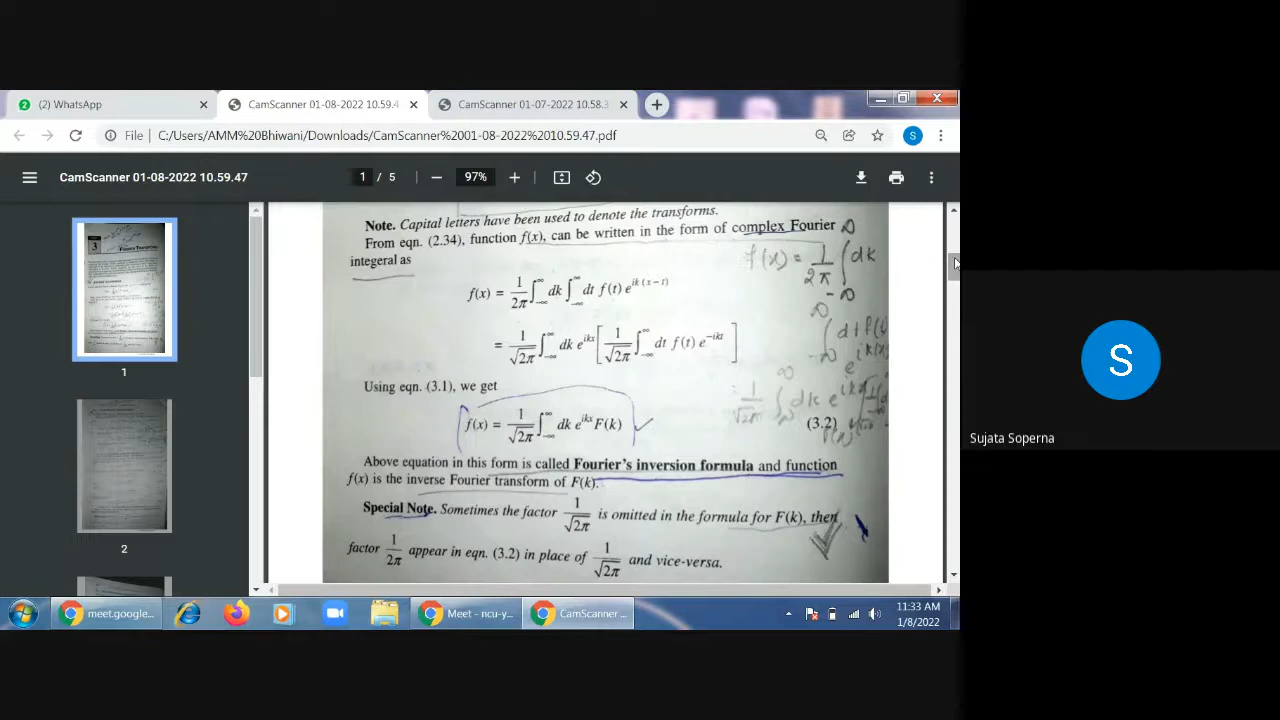 (2) WhatsApp
CamScanner 01-08-2022 10.59.4
CamScanner 01-07-2022 10.58.3
File | C:/Users/AMM%20Bhiwani/Downloads/CamScanner%2001-08-2022%2010.59.47.pdf
S
CamScanner 01-08-2022 10.59.47
1 / 5
97%
3
1
2
Note. Capital letters have been used to denote the transforms.
From eqn. (2.34), function f(x), can be written in the form of complex Fourier
integeral as
f(x) = 1/2π ∫_{-∞}^{∞} dk ∫_{-∞}^{∞} dt f(t) e^{ik(x-t)}
= 1/√2π ∫_{-∞}^{∞} dk e^{ikx} [ 1/√2π ∫_{-∞}^{∞} dt f(t) e^{-ikt} ]
Using eqn. (3.1), we get
f(x) = 1/√2π ∫_{-∞}^{∞} dk e^{ikx} F(k)
(3.2)
Above equation in this form is called Fourier's inversion formula and function
f(x) is the inverse Fourier transform of F(k).
Special Note. Sometimes the factor 1/√2π is omitted in the formula for F(k), then
factor 1/2π appear in eqn. (3.2) in place of 1/√2π and vice-versa.
f(x) = 1/2π ∫_{-∞}^{∞} dk
S
Sujata Soperna
meet.google...
Meet - ncu-y...
CamScanner ...
11:33 AM
1/8/2022